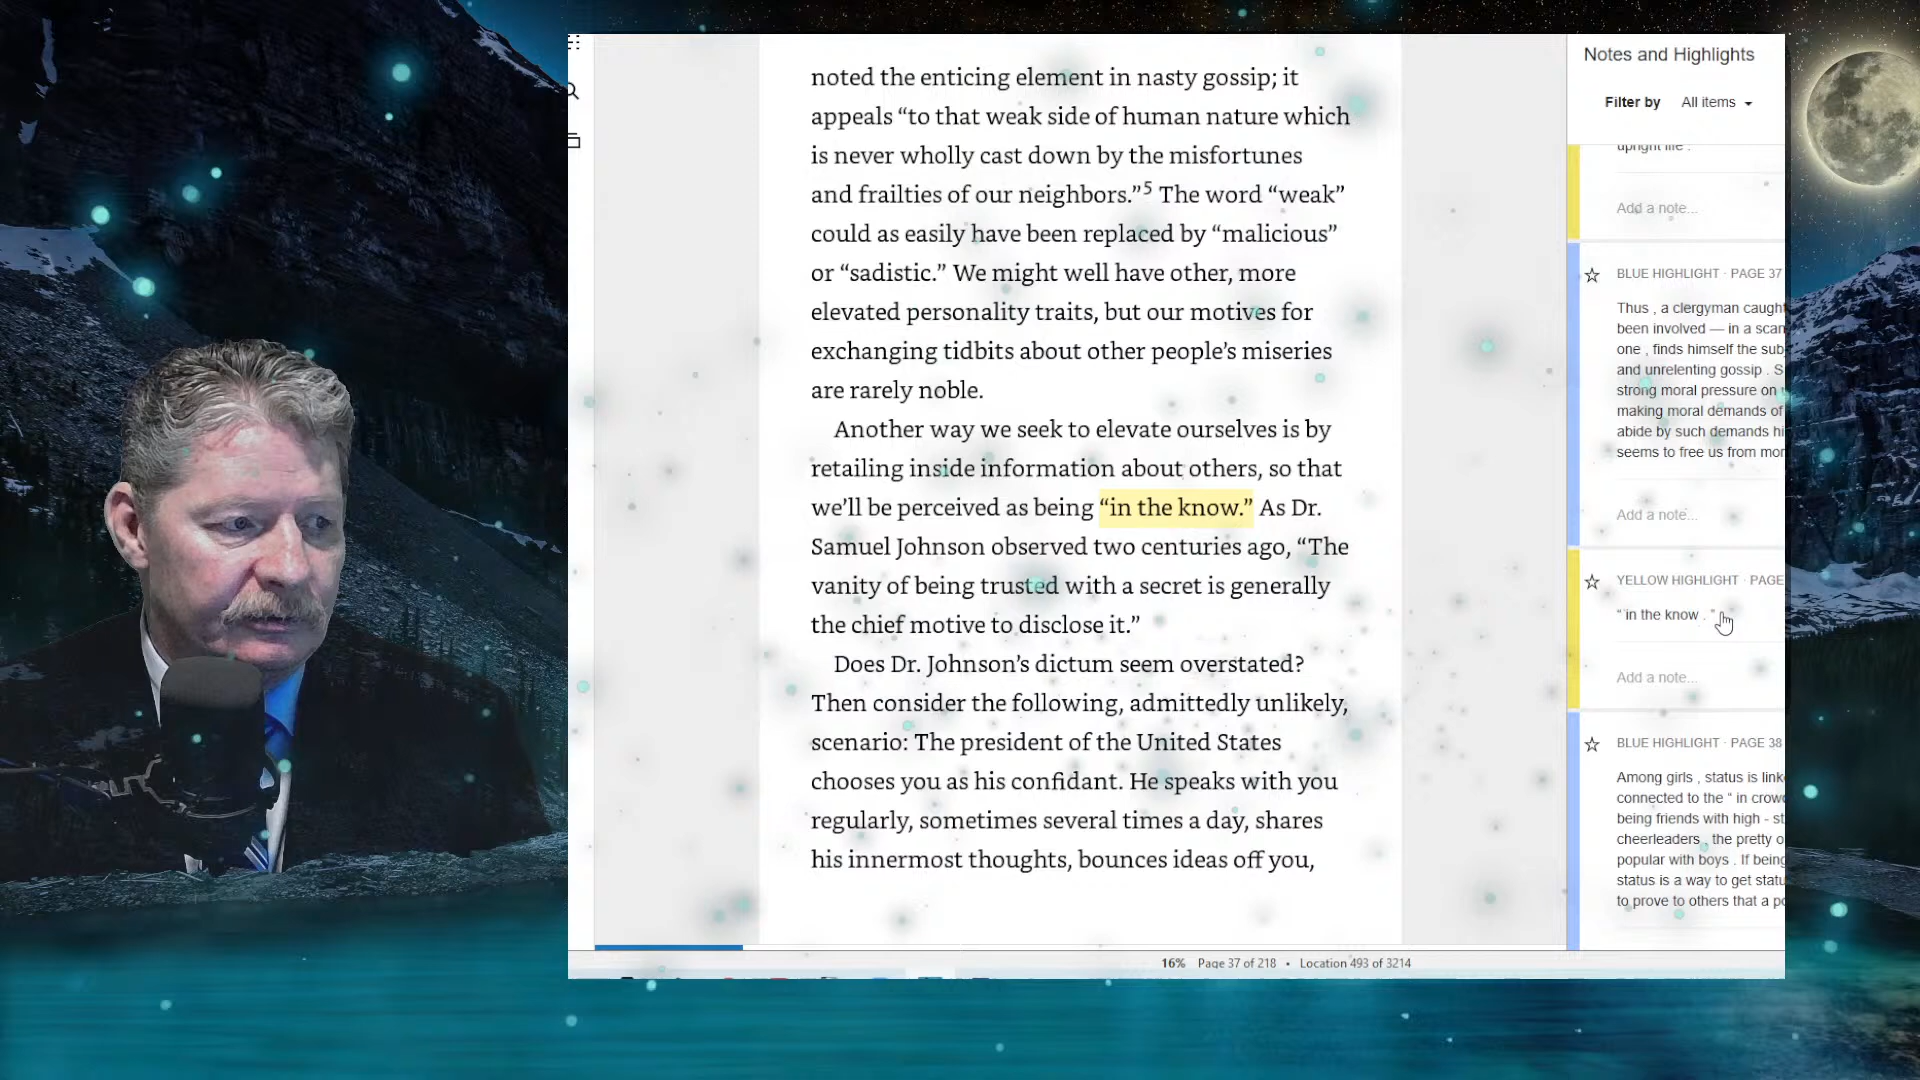 noted the enticing element in nasty gossip; it
appeals “to that weak side of human nature which
is never wholly cast down by the misfortunes
and frailties of our neighbors.”5 The word “weak”
could as easily have been replaced by “malicious”
or “sadistic.” We might well have other, more
elevated personality traits, but our motives for
exchanging tidbits about other people’s miseries
are rarely noble.
Another way we seek to elevate ourselves is by
retailing inside information about others, so that
we’ll be perceived as being “in the know.” As Dr.
Samuel Johnson observed two centuries ago, “The
vanity of being trusted with a secret is generally
the chief motive to disclose it.”
Does Dr. Johnson’s dictum seem overstated?
Then consider the following, admittedly unlikely,
scenario: The president of the United States
chooses you as his confidant. He speaks with you
regularly, sometimes several times a day, shares
his innermost thoughts, bounces ideas off you,
16% Page 37 of 218 • Location 493 of 3214
Notes and Highlights
Filter by All items
upright life .
Add a note...
BLUE HIGHLIGHT · PAGE 37
Thus , a clergyman caught
been involved — in a scan
one , finds himself the sub
and unrelenting gossip . S
strong moral pressure on
making moral demands of
abide by such demands hi
seems to free us from mor
Add a note...
YELLOW HIGHLIGHT · PAGE
“ in the know . ”
Add a note...
BLUE HIGHLIGHT · PAGE 38
Among girls , status is link
connected to the “ in crow
being friends with high - st
cheerleaders , the pretty o
popular with boys . If being
status is a way to get statu
to prove to others that a po